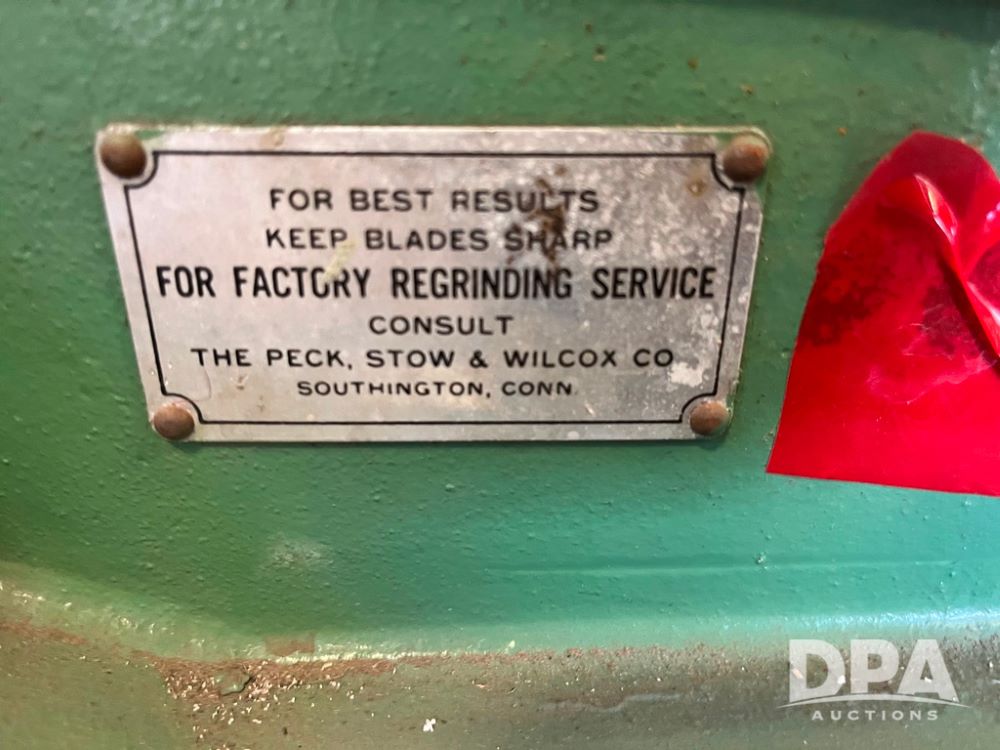 FOR BEST RESULTS
KEEP BLADES SHARP
FOR FACTORY REGRINDING SERVICE
CONSULT
THE PECK, STOW & WILCOX CO
SOUTHINGTON, CONN.
DPA
AUCTIONS